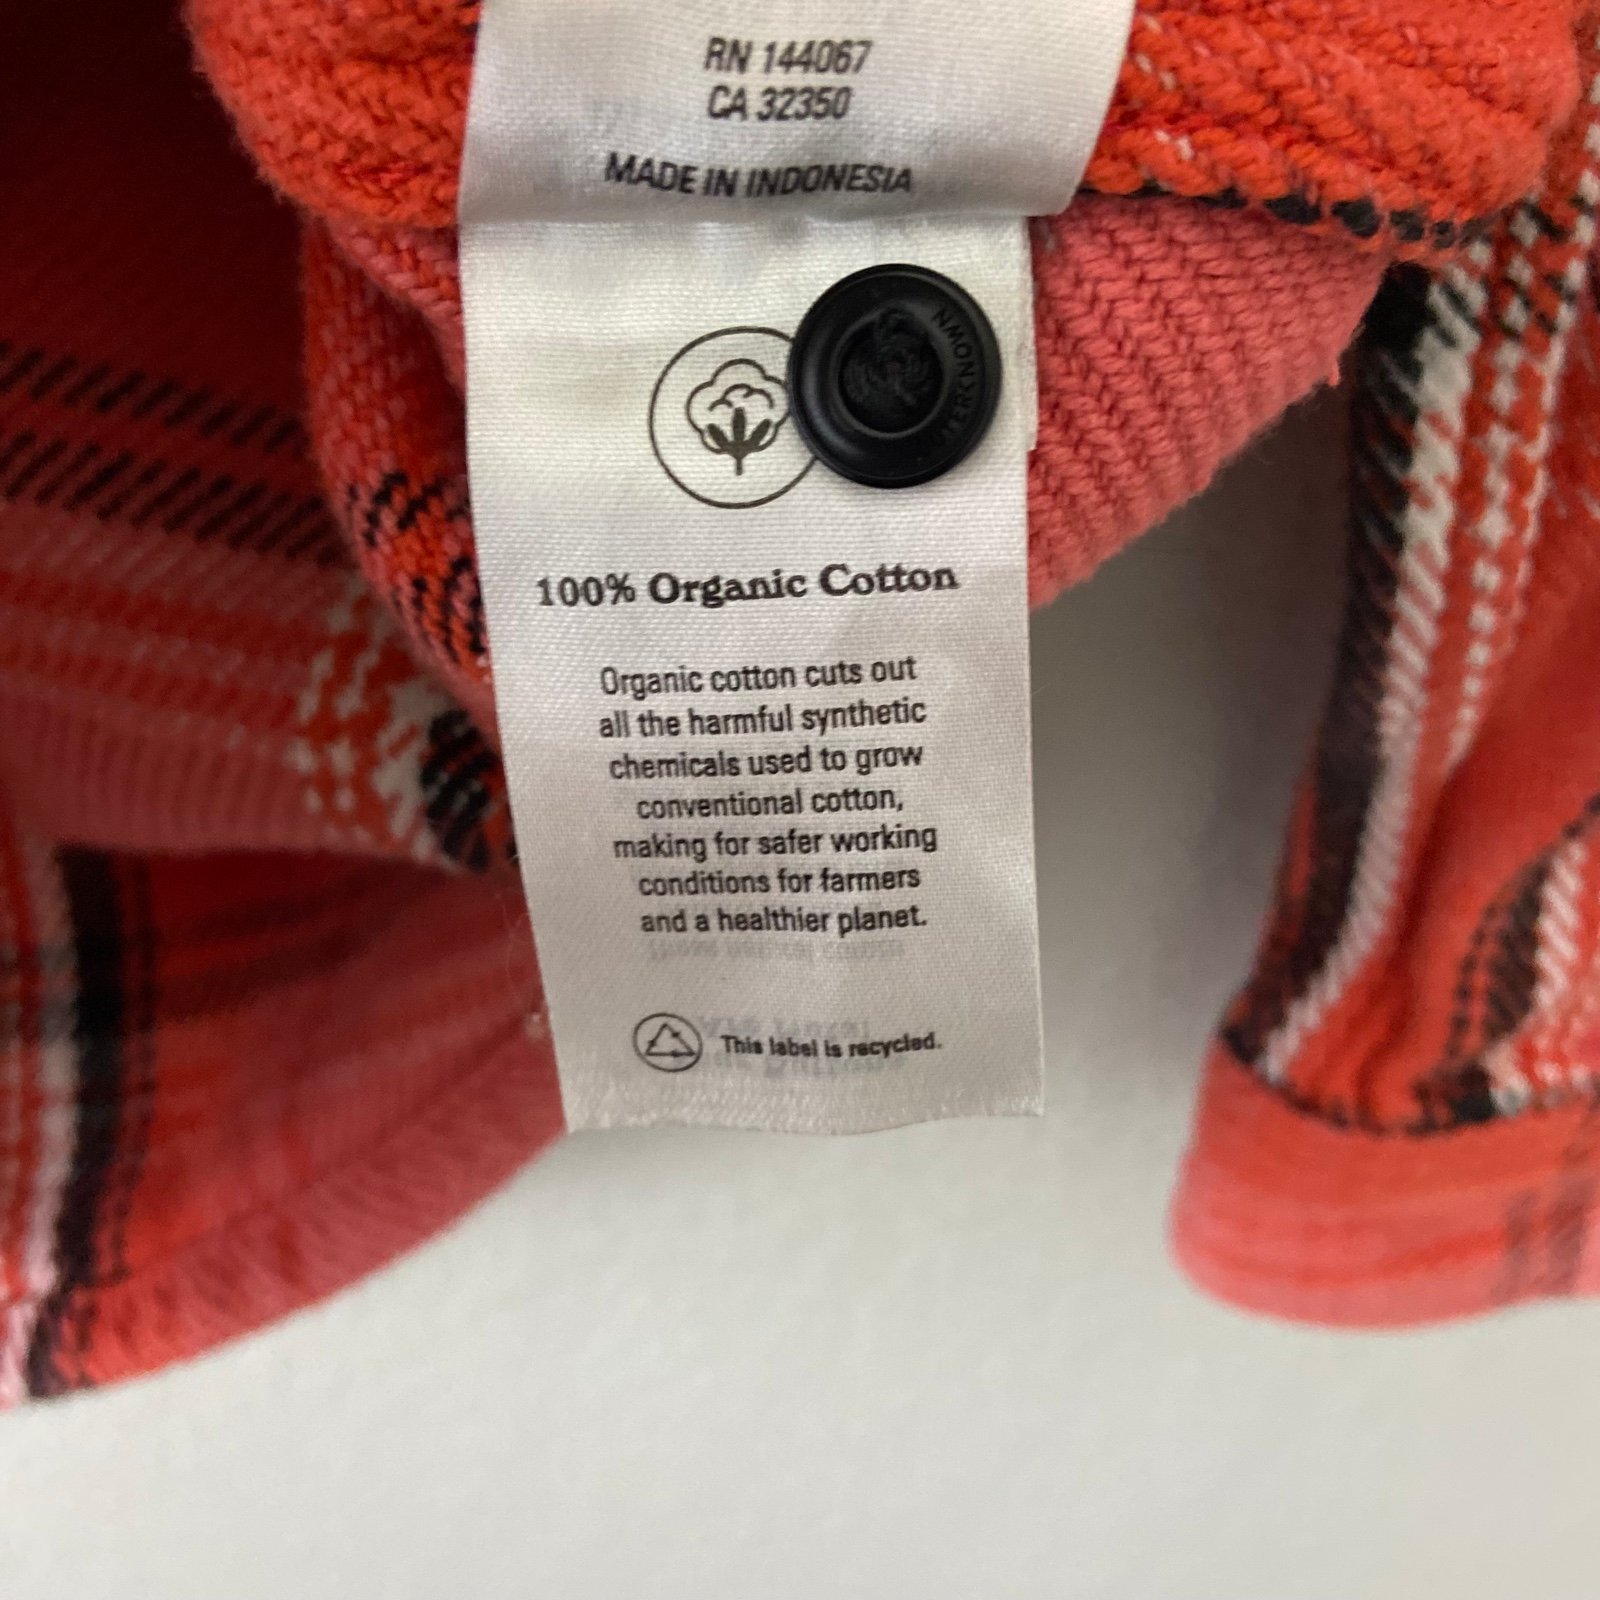 RN 144067
CA 32350
MADE IN INDONESIA
OUTERKNOWN
100% Organic Cotton
Organic cotton cuts out
all the harmful synthetic
chemicals used to grow
conventional cotton,
making for safer working
conditions for farmers
and a healthier planet.
This label is recycled.